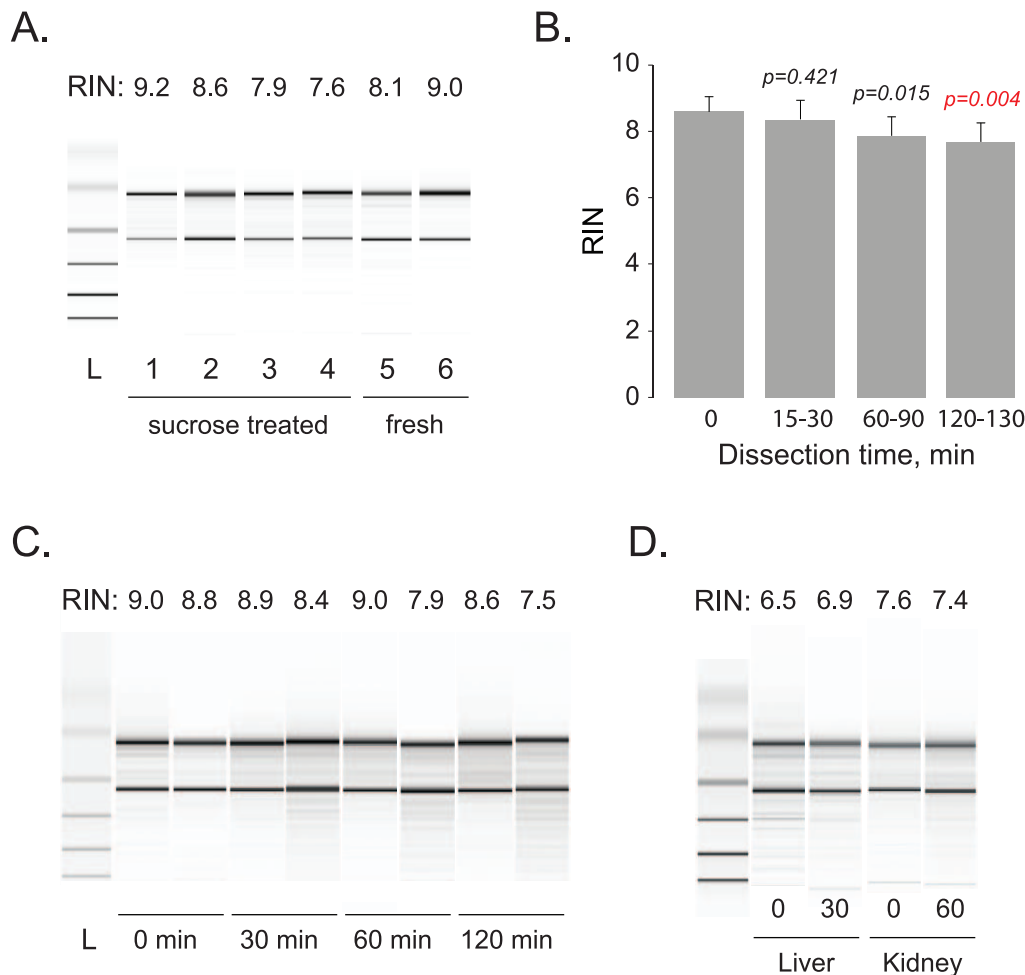 A.
RIN: 9.2 8.6 7.9 7.6 8.1 9.0
L 1 2 3 4 5 6
sucrose treated fresh
B.
10
8
6
4
2
0
RIN
p=0.421
p=0.015
p=0.004
0 15-30 60-90 120-130
Dissection time, min
C.
RIN: 9.0 8.8 8.9 8.4 9.0 7.9 8.6 7.5
L 0 min 30 min 60 min 120 min
D.
RIN: 6.5 6.9 7.6 7.4
0 30 0 60
Liver Kidney